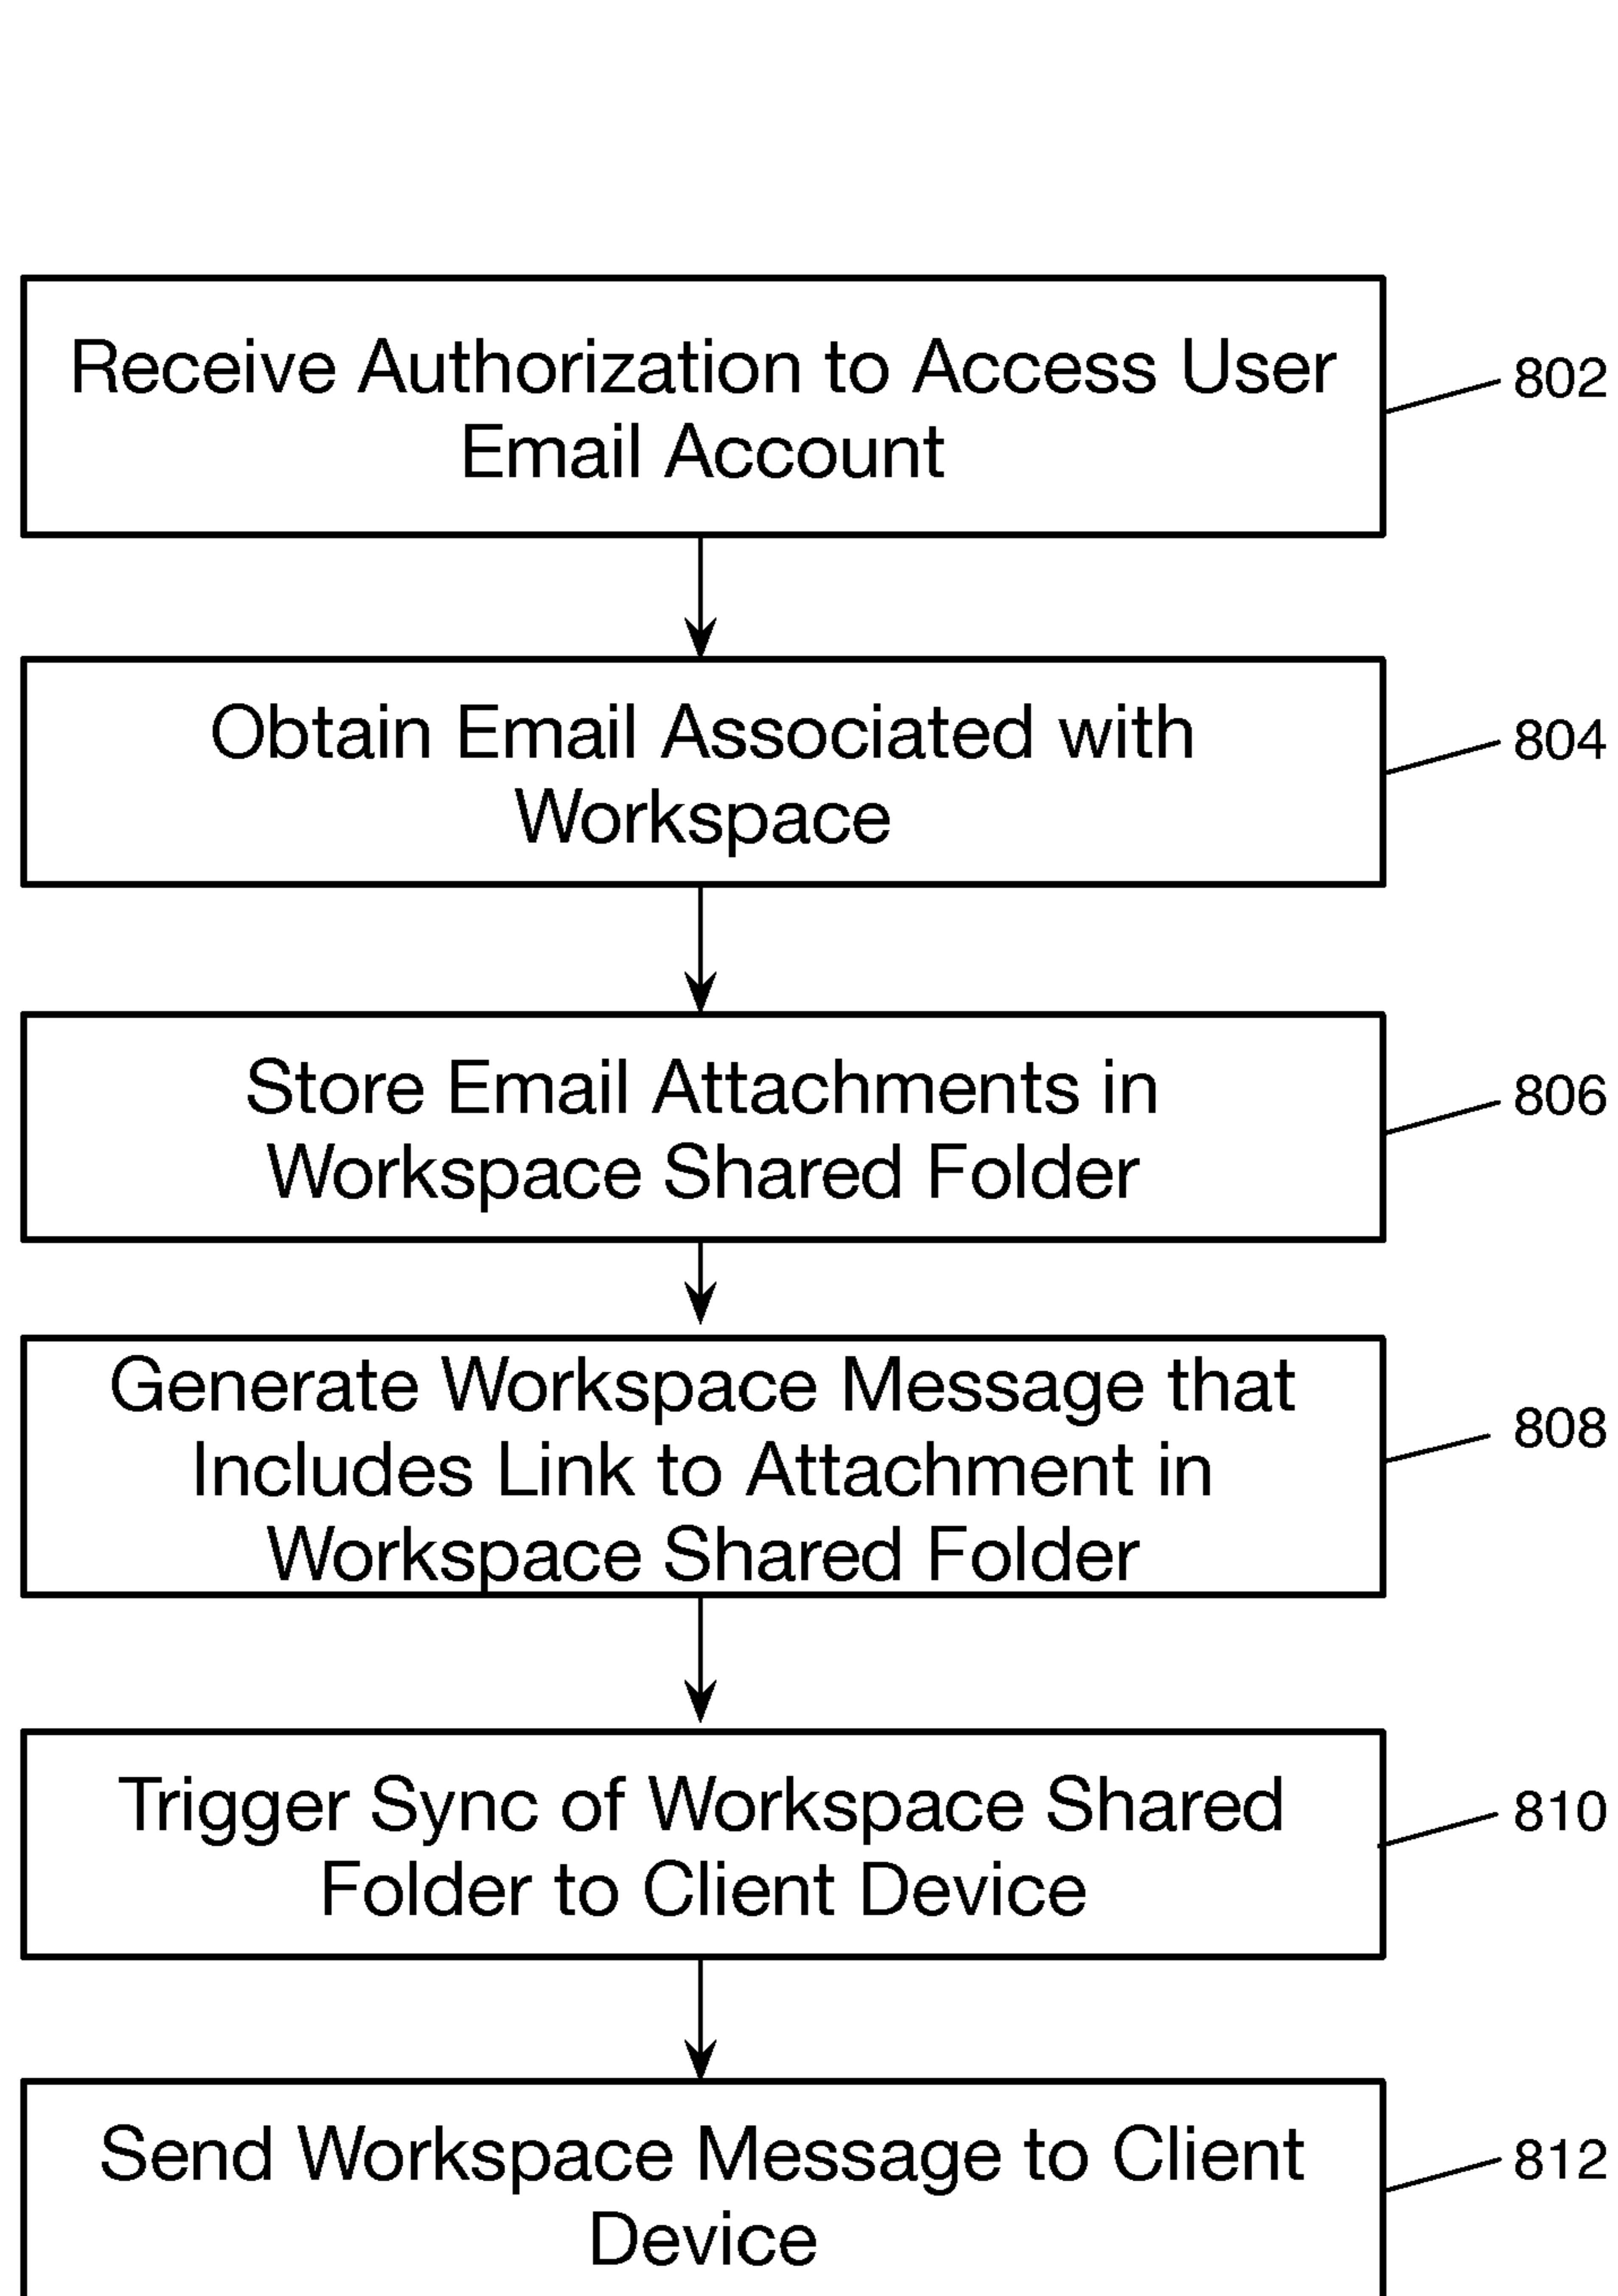 Receive Authorization to Access User
Email Account
802
Obtain Email Associated with
Workspace
804
Store Email Attachments in
Workspace Shared Folder
806
Generate Workspace Message that
Includes Link to Attachment in
Workspace Shared Folder
808
Trigger Sync of Workspace Shared
Folder to Client Device
810
Send Workspace Message to Client
Device
812